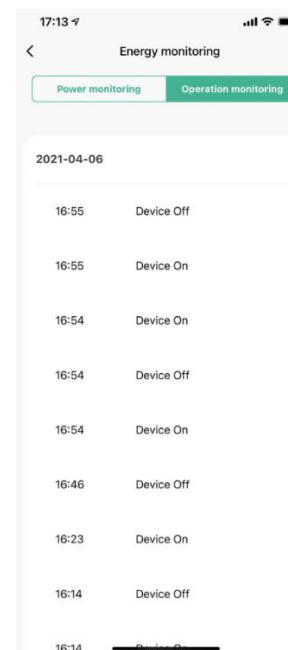 17:13
Energy monitoring
Power monitoring Operation monitoring
2021-04-06
16:55 Device Off
16:55 Device On
16:54 Device On
16:54 Device Off
16:54 Device On
16:46 Device Off
16:23 Device On
16:14 Device Off
16:14